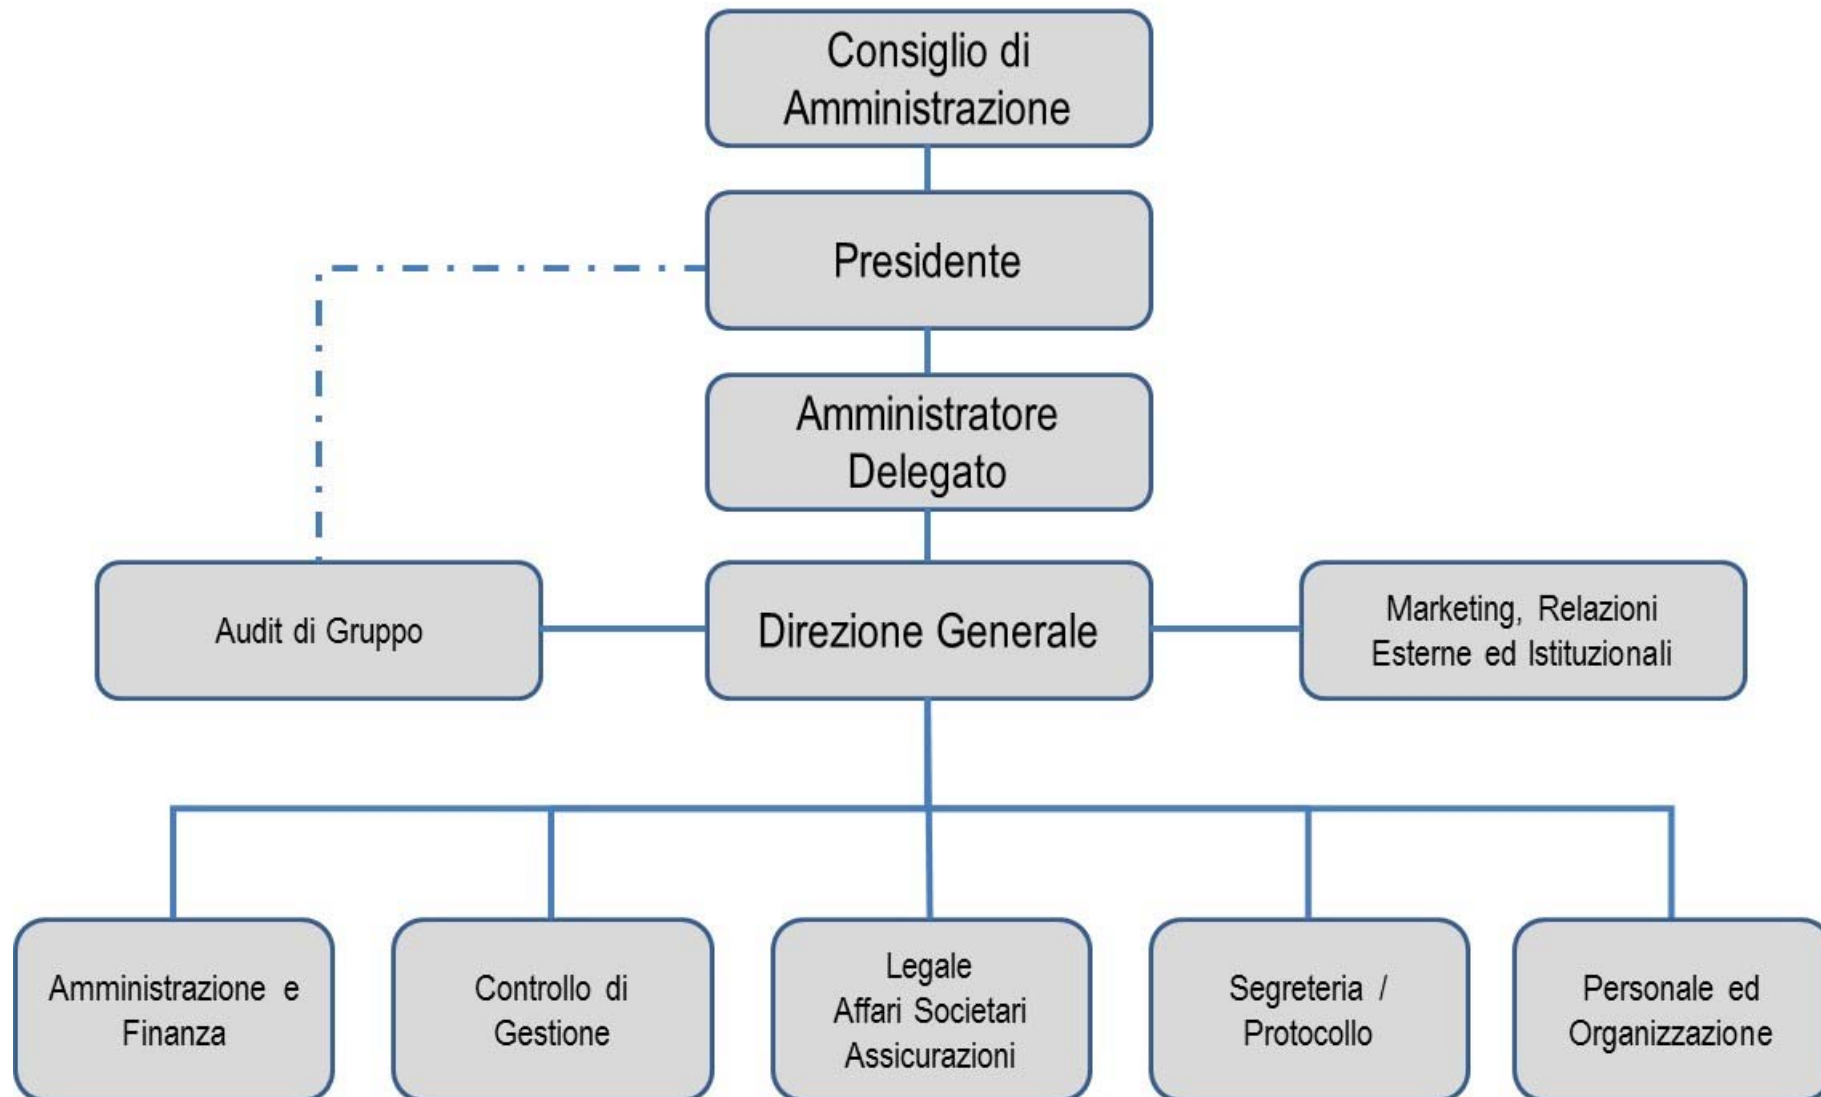 Consiglio di
Amministrazione
Presidente
Amministratore
Delegato
Audit di Gruppo
Direzione Generale
Marketing, Relazioni
Esterne ed Istituzionali
Amministrazione e
Finanza
Controllo di
Gestione
Legale
Affari Societari
Assicurazioni
Segreteria /
Protocollo
Personale ed
Organizzazione